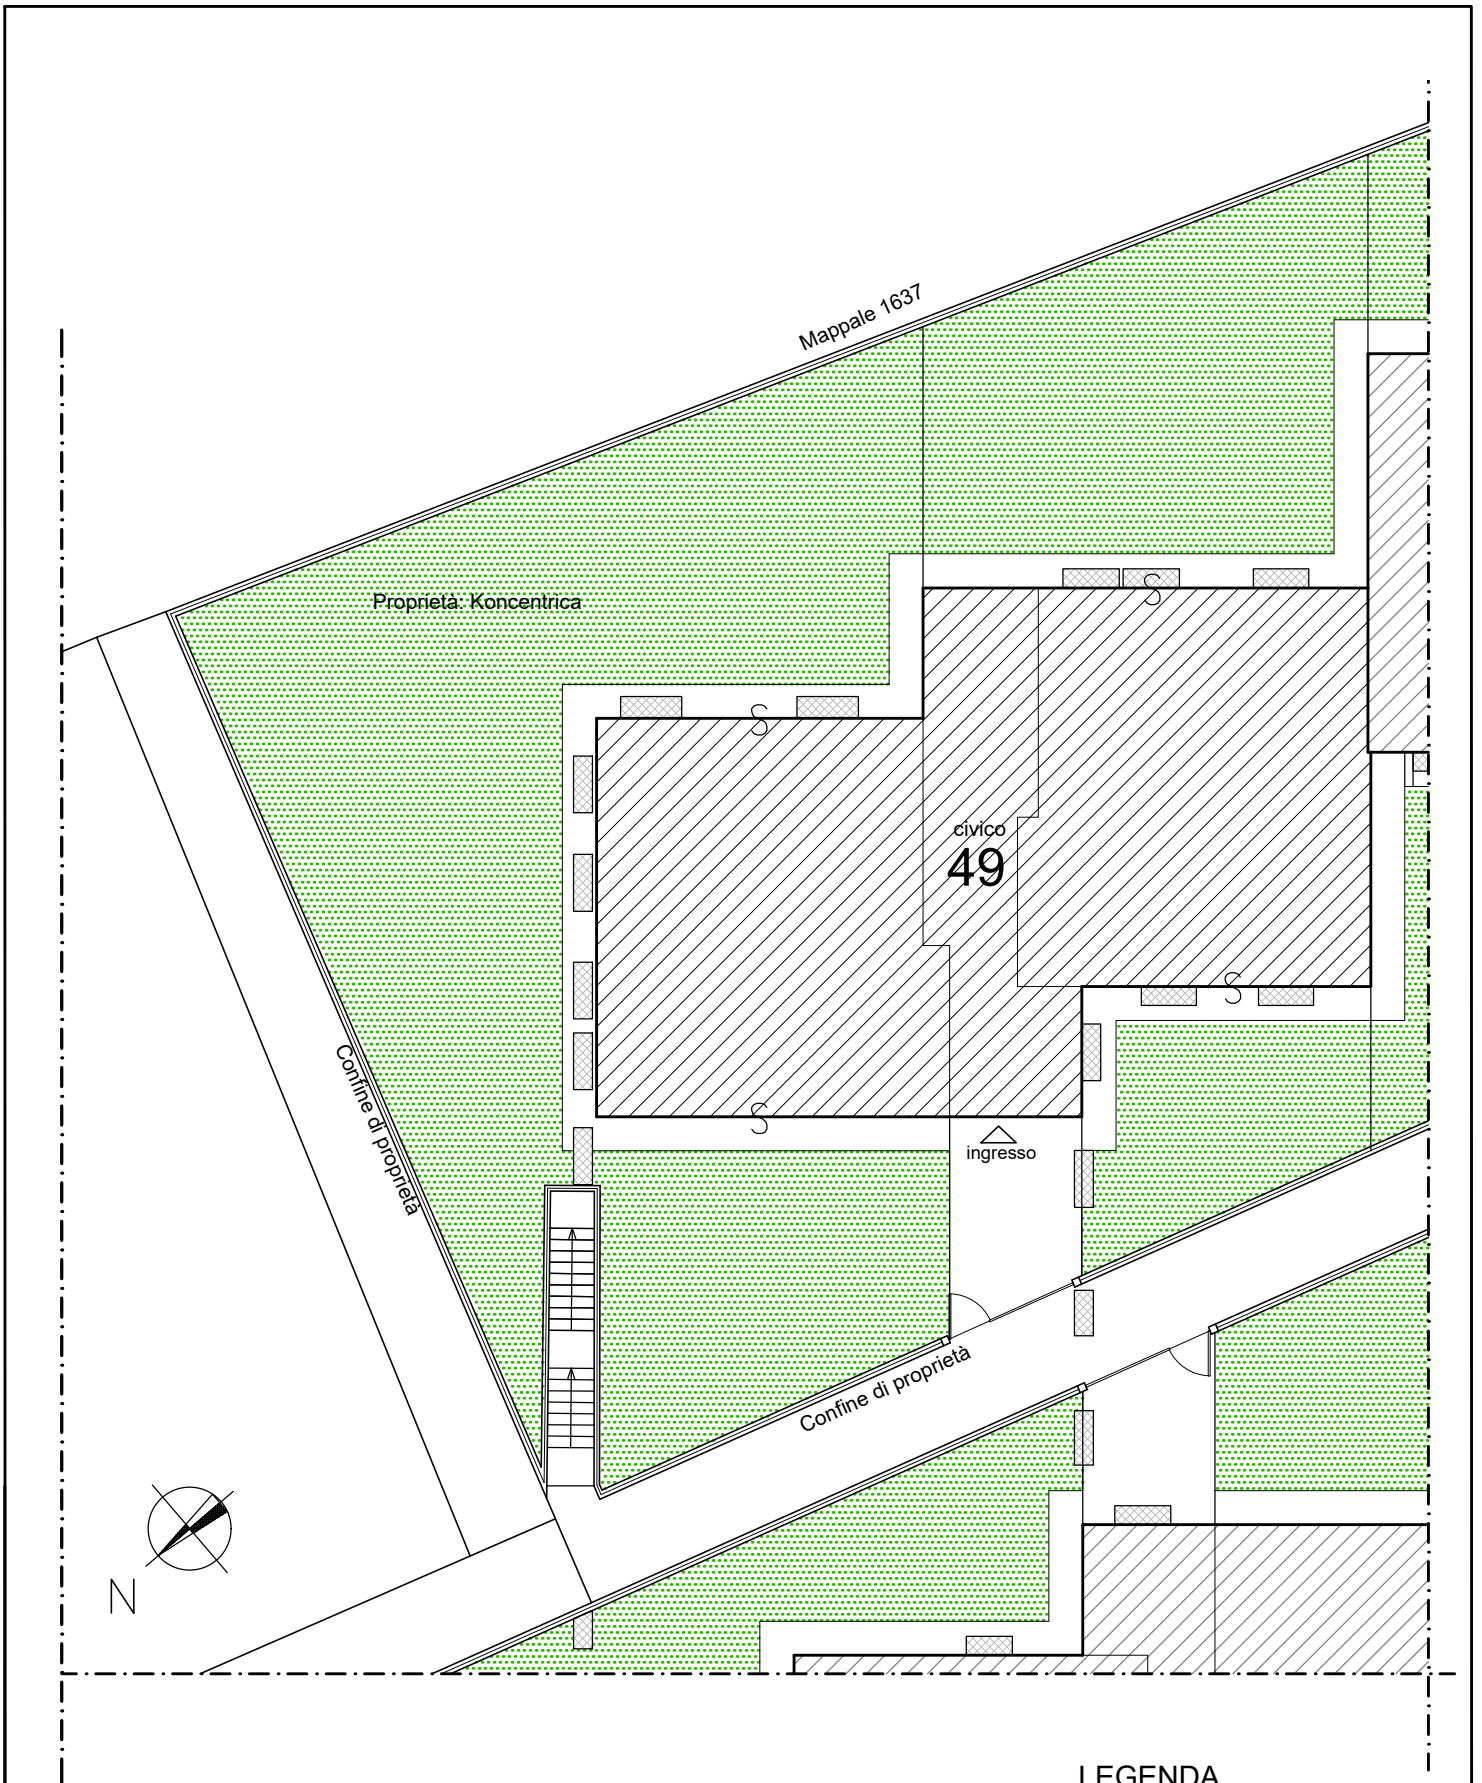 Mappale 1637
Proprietà: Koncentrica
S
S
civico
49
S
Confine di proprietà
S
ingresso
Confine di proprietà
N
LEGENDA